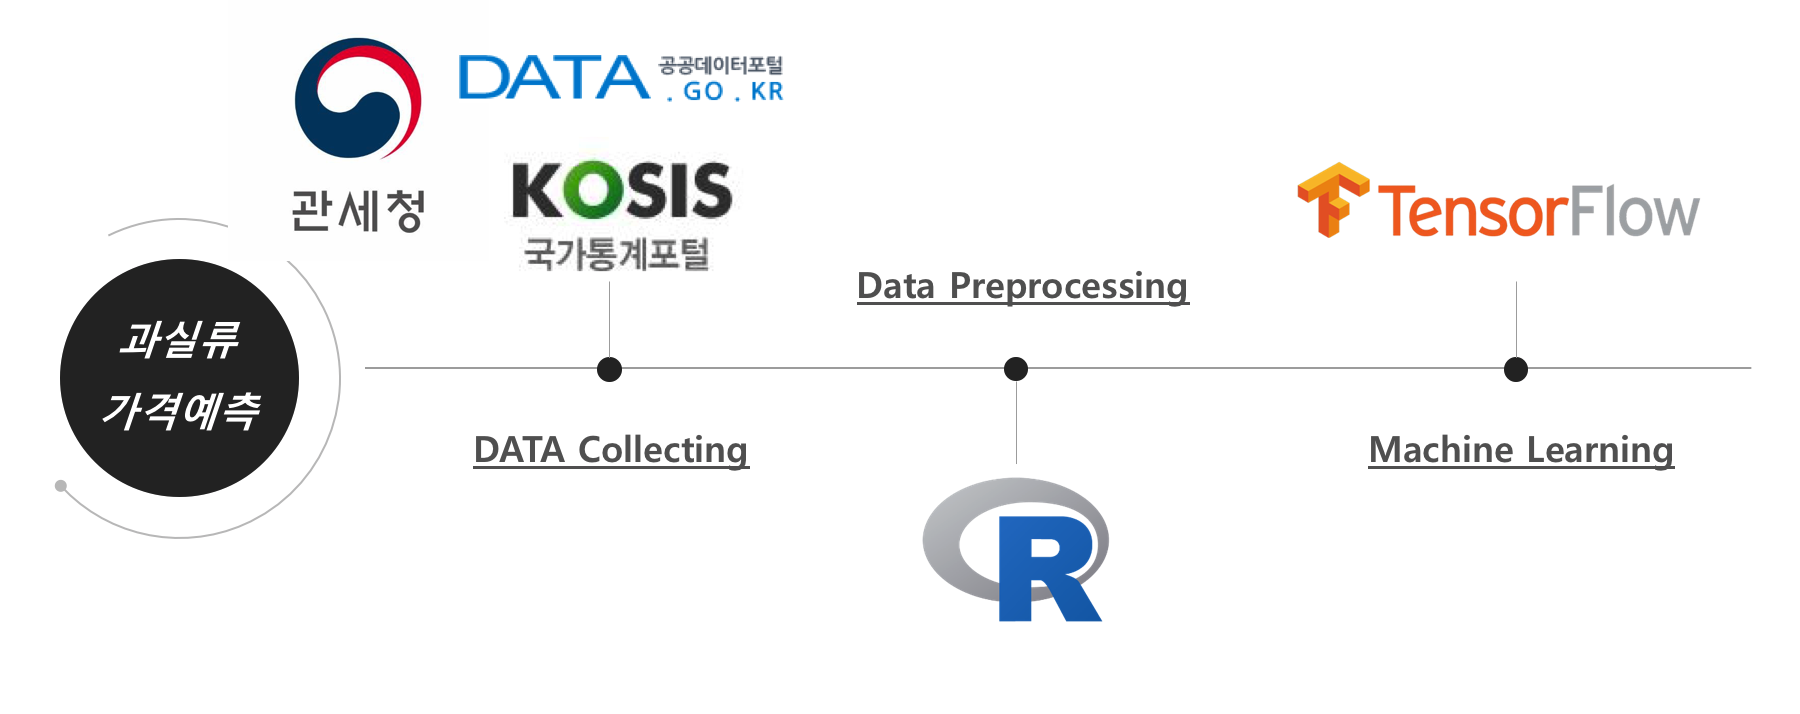 관세청
DATA 공공데이터포털
. GO . KR
KOSIS
국가통계포털
과실류
가격예측
DATA Collecting
Data Preprocessing
R
TensorFlow
Machine Learning